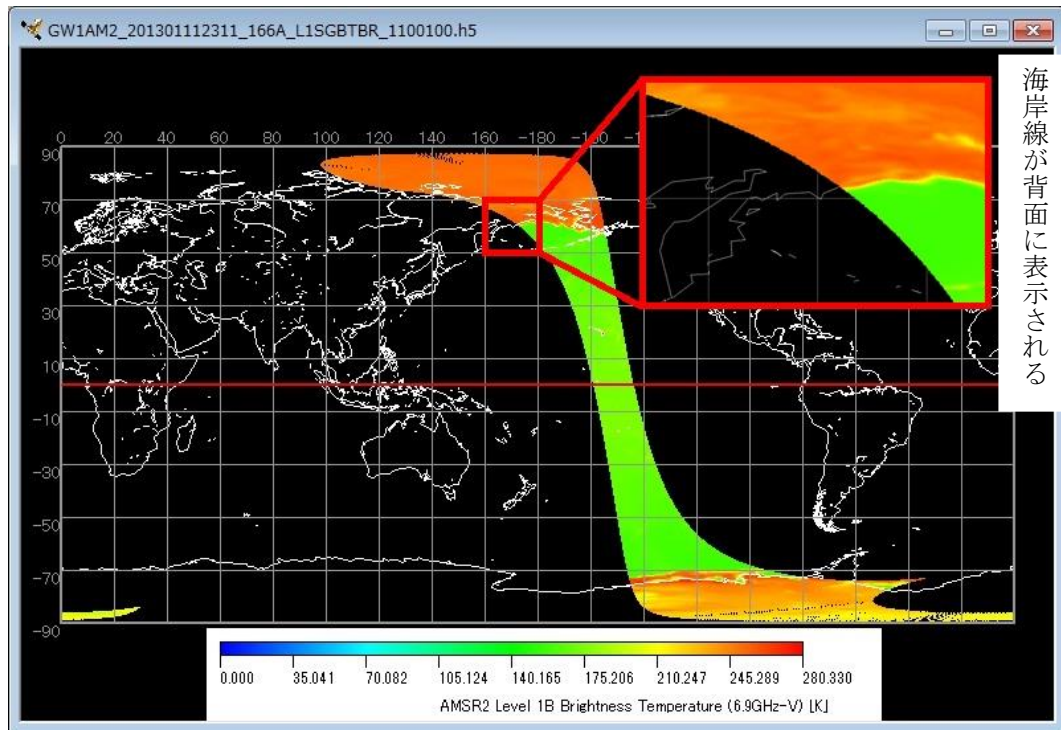 GW1AM2_201301112311_166A_L1SGBTBR_1100100.h5
海岸線が背面に表示される
0 20 40 60 80 100 120 140 160 -180 -160
90
70
50
30
10
-10
-30
-50
-70
-90
0.000 35.041 70.082 105.124 140.165 175.206 210.247 245.289 280.330
AMSR2 Level 1B Brightness Temperature (6.9GHz-V) [K]